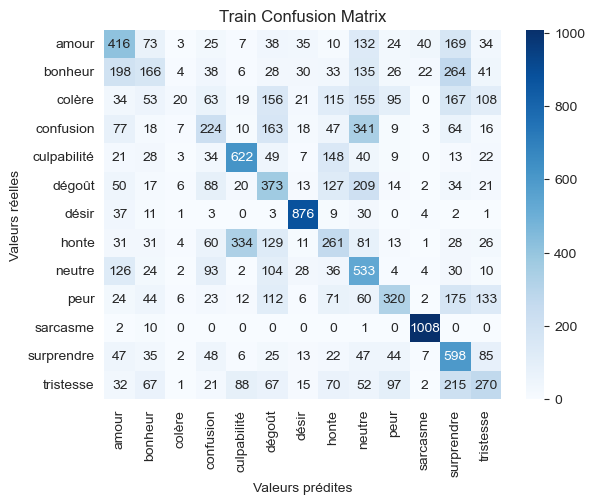 Train Confusion Matrix
Valeurs réelles
amour 416 73 3 25 7 38 35 10 132 24 40 169 34
bonheur 198 166 4 38 6 28 30 33 135 26 22 264 41
colère 34 53 20 63 19 156 21 115 155 95 0 167 108
confusion 77 18 7 224 10 163 18 47 341 9 3 64 16
culpabilité 21 28 3 34 622 49 7 148 40 9 0 13 22
dégoût 50 17 6 88 20 373 13 127 209 14 2 34 21
désir 37 11 1 3 0 3 876 9 30 0 4 2 1
honte 31 31 4 60 334 129 11 261 81 13 1 28 26
neutre 126 24 2 93 2 104 28 36 533 4 4 30 10
peur 24 44 6 23 12 112 6 71 60 320 2 175 133
sarcasme 2 10 0 0 0 0 0 0 1 0 1008 0 0
surprendre 47 35 2 48 6 25 13 22 47 44 7 598 85
tristesse 32 67 1 21 88 67 15 70 52 97 2 215 270
amour bonheur colère confusion culpabilité dégoût désir honte neutre peur sarcasme surprendre tristesse
Valeurs prédites
1000
800
600
400
200
0